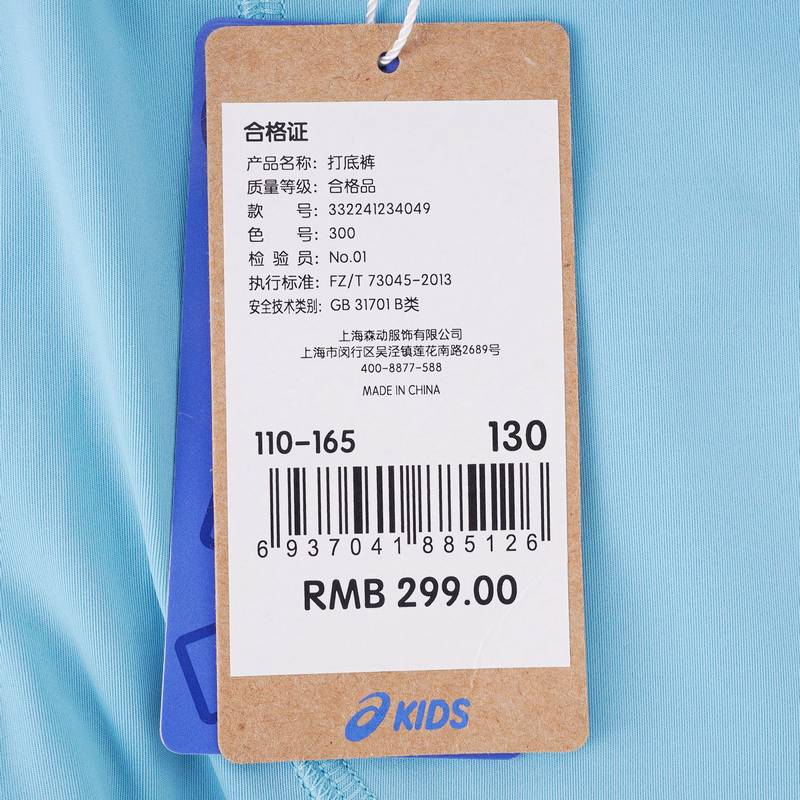 合格证
产品名称：打底裤
质量等级：合格品
款 号：332241234049
色 号：300
检 验 员：No.01
执行标准：FZ/T 73045-2013
安全技术类别：GB 31701 B类
上海森动服饰有限公司
上海市闵行区吴泾镇莲花南路2689号
400-8877-588
MADE IN CHINA
110-165 130
6 937041 885126
RMB 299.00
KIDS